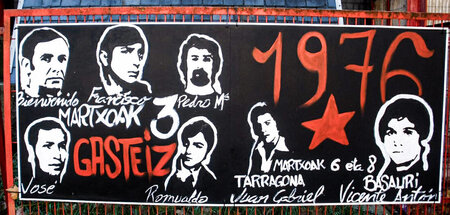 Bienvenido Francisco Pedro Mª
MARTXOAK 3
GASTEIZ
José Romualdo
1976
MARTXOAK 6 eta 8
TARRAGONA BASAURI
Juan Gabriel Vicente Antón